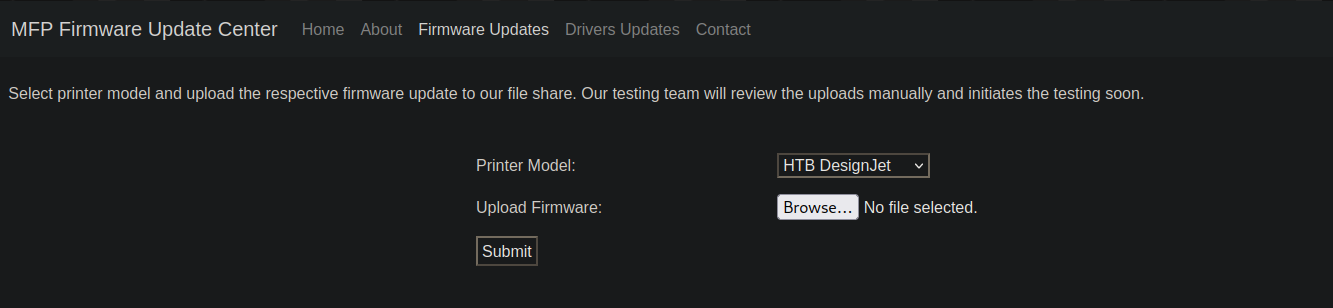 MFP Firmware Update Center Home About Firmware Updates Drivers Updates Contact
Select printer model and upload the respective firmware update to our file share. Our testing team will review the uploads manually and initiates the testing soon.
Printer Model: HTB DesignJet
Upload Firmware: Browse... No file selected.
Submit